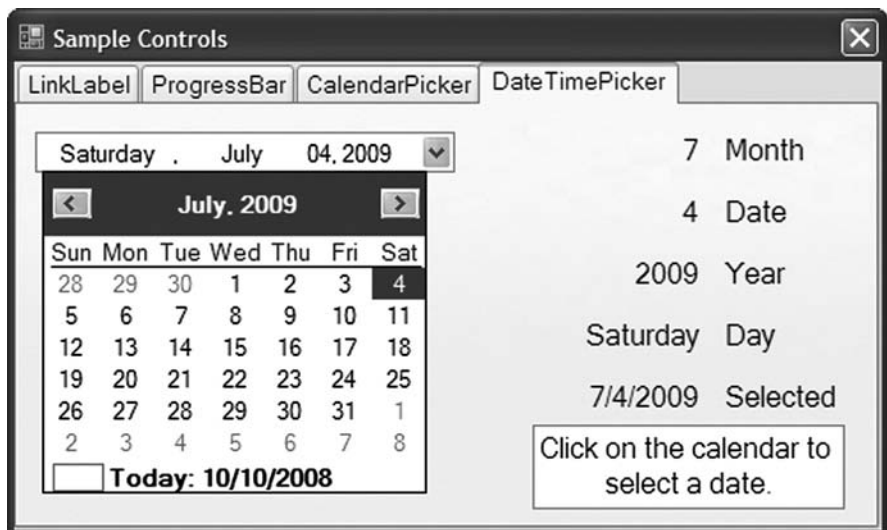 Sample Controls
LinkLabel ProgressBar CalendarPicker DateTimePicker
Saturday , July 04, 2009
July, 2009
Sun Mon Tue Wed Thu Fri Sat
28 29 30 1 2 3 4
5 6 7 8 9 10 11
12 13 14 15 16 17 18
19 20 21 22 23 24 25
26 27 28 29 30 31 1
2 3 4 5 6 7 8
Today: 10/10/2008
7 Month
4 Date
2009 Year
Saturday Day
7/4/2009 Selected
Click on the calendar to
select a date.